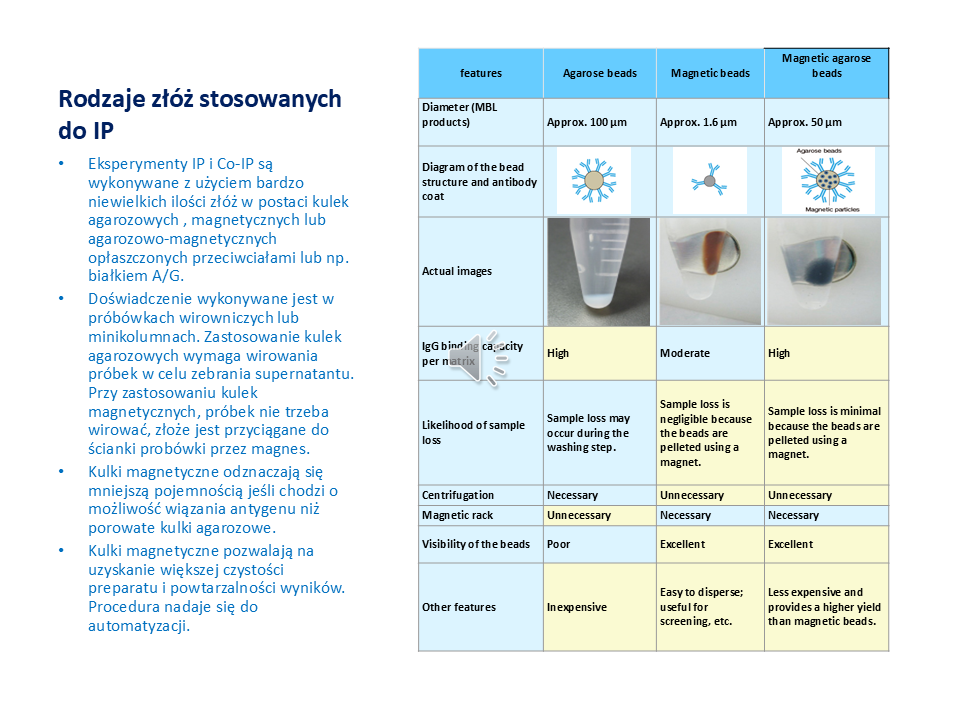 Rodzaje złóż stosowanych
do IP
• Eksperymenty IP i Co-IP są
wykonywane z użyciem bardzo
niewielkich ilości złóż w postaci kulek
agarozowych , magnetycznych lub
agarozowo-magnetycznych
opłaszczonych przeciwciałami lub np.
białkiem A/G.
• Doświadczenie wykonywane jest w
próbówkach wirowniczych lub
minikolumnach. Zastosowanie kulek
agarozowych wymaga wirowania
próbek w celu zebrania supernatantu.
Przy zastosowaniu kulek
magnetycznych, próbek nie trzeba
wirować, złoże jest przyciągane do
ścianki probówki przez magnes.
• Kulki magnetyczne odznaczają się
mniejszą pojemnością jeśli chodzi o
możliwość wiązania antygenu niż
porowate kulki agarozowe.
• Kulki magnetyczne pozwalają na
uzyskanie większej czystości
preparatu i powtarzalności wyników.
Procedura nadaje się do
automatyzacji.
features
Agarose beads
Magnetic beads
Magnetic agarose
beads
Diameter (MBL
products)
Approx. 100 µm
Approx. 1.6 µm
Approx. 50 µm
Diagram of the bead
structure and antibody
coat
Agarose beads
Magnetic particles
Actual images
IgG binding capacity
per matrix
High
Moderate
High
Likelihood of sample
loss
Sample loss may
occur during the
washing step.
Sample loss is
negligible because
the beads are
pelleted using a
magnet.
Sample loss is minimal
because the beads are
pelleted using a
magnet.
Centrifugation
Necessary
Unnecessary
Unnecessary
Magnetic rack
Unnecessary
Necessary
Necessary
Visibility of the beads
Poor
Excellent
Excellent
Other features
Inexpensive
Easy to disperse;
useful for
screening, etc.
Less expensive and
provides a higher yield
than magnetic beads.